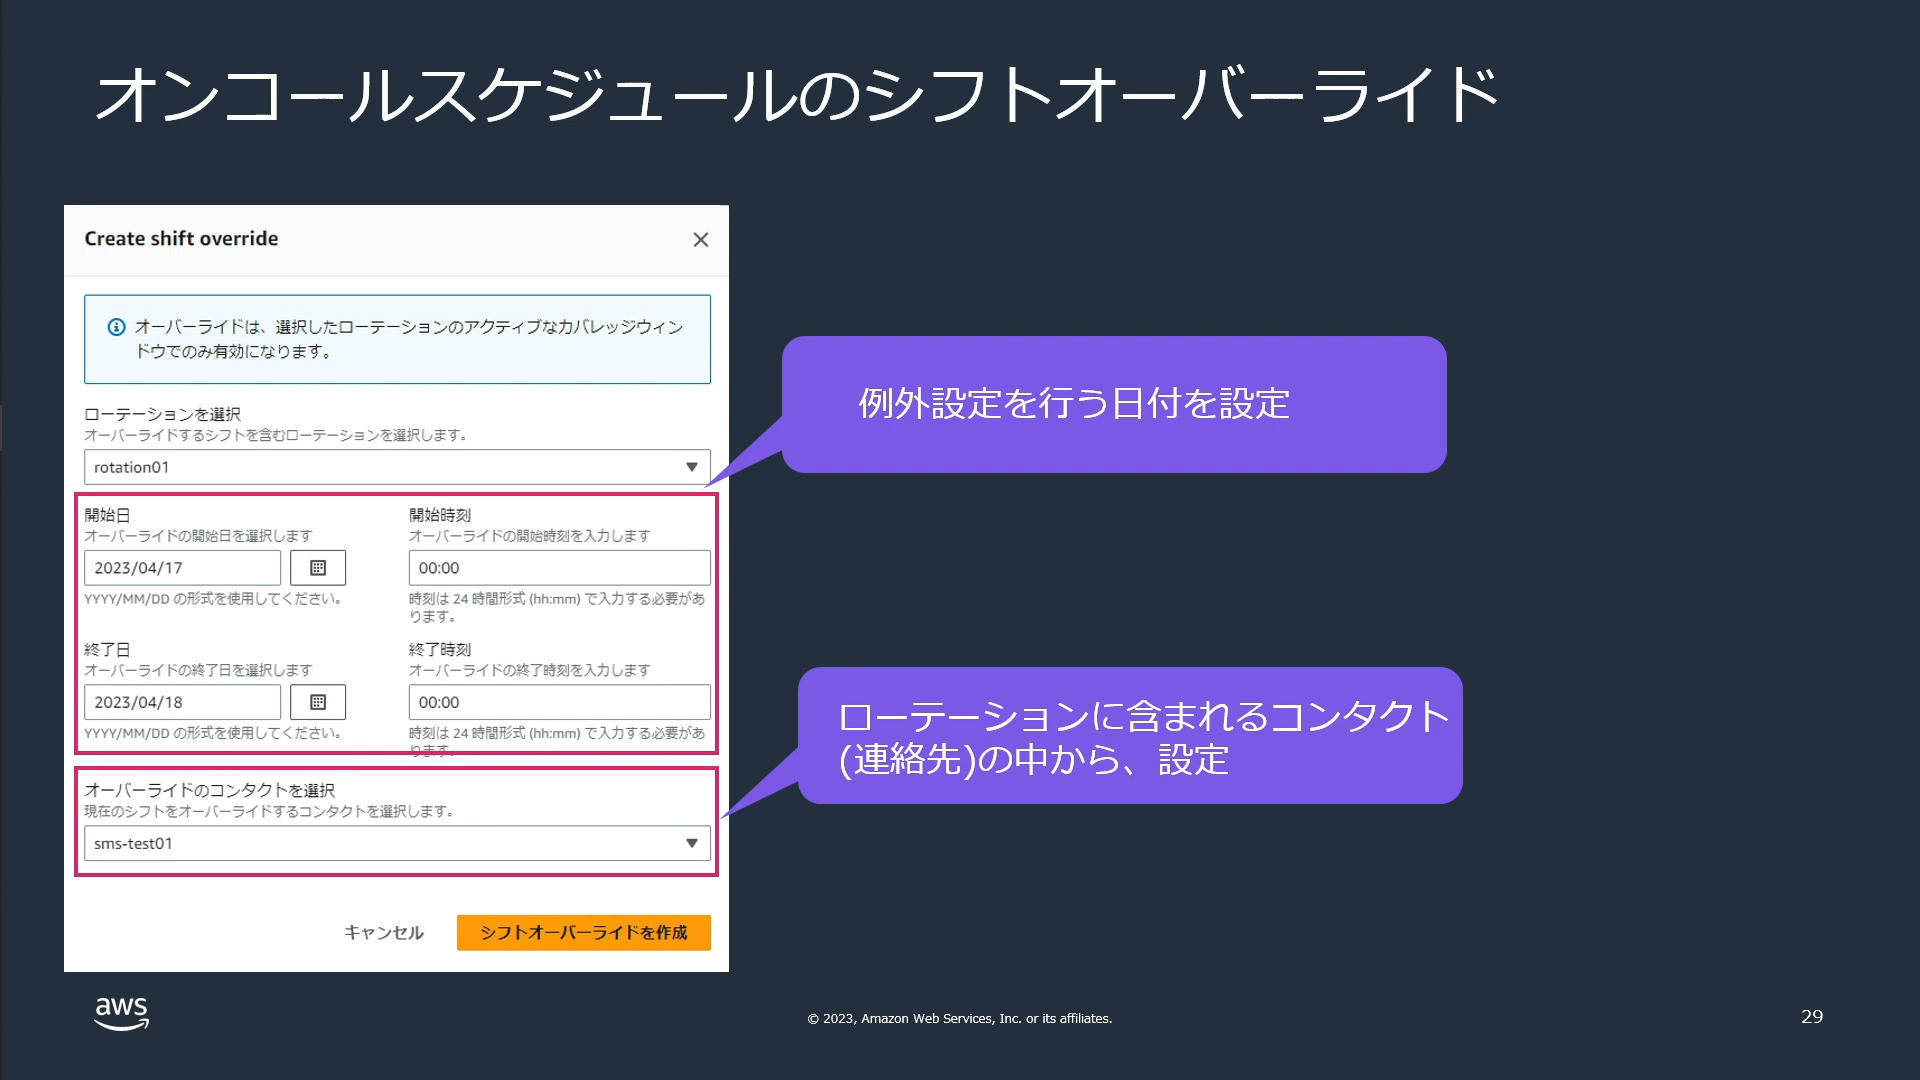 オンコールスケジュールのシフトオーバーライド
Create shift override
オーバーライドは、選択したローテーションのアクティブなカバレッジウィン
ドウでのみ有効になります。
ローテーションを選択
オーバーライドするシフトを含むローテーションを選択します。
rotation01
開始日
オーバーライドの開始日を選択します
2023/04/17
YYYY/MM/DD の形式を使用してください。
開始時刻
オーバーライドの開始時刻を入力します
00:00
時刻は 24 時間形式 (hh:mm) で入力する必要があ
ります。
終了日
オーバーライドの終了日を選択します
2023/04/18
YYYY/MM/DD の形式を使用してください。
終了時刻
オーバーライドの終了時刻を入力します
00:00
時刻は 24 時間形式 (hh:mm) で入力する必要があ
ります。
オーバーライドのコンタクトを選択
現在のシフトをオーバーライドするコンタクトを選択します。
sms-test01
キャンセル
シフトオーバーライドを作成
例外設定を行う日付を設定
ローテーションに含まれるコンタクト
(連絡先)の中から、設定
aws
© 2023, Amazon Web Services, Inc. or its affiliates.
29